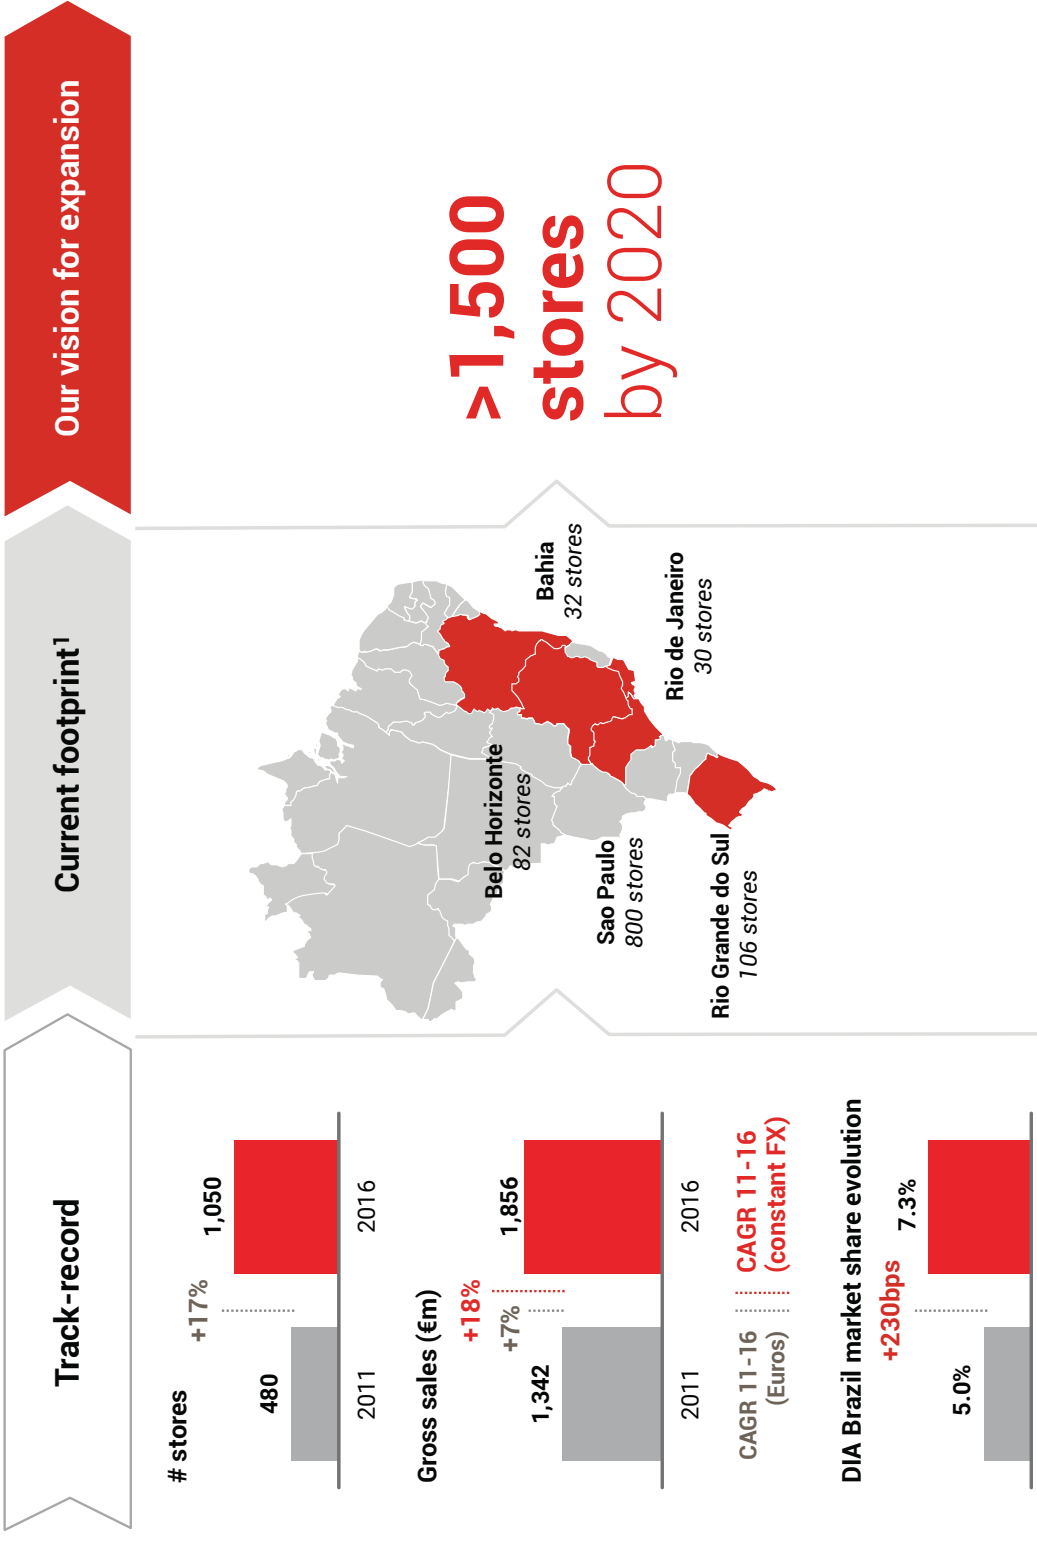 Track-record
Current footprint¹
Our vision for expansion
# stores
+17%
480
1,050
2011
2016
Gross sales (€m)
+18%
+7%
1,342
1,856
2011
2016
CAGR 11-16
(Euros)
CAGR 11-16
(constant FX)
DIA Brazil market share evolution
+230bps
5.0%
7.3%
Belo Horizonte
82 stores
Bahia
32 stores
Sao Paulo
800 stores
Rio de Janeiro
30 stores
Rio Grande do Sul
106 stores
>1,500
stores
by 2020